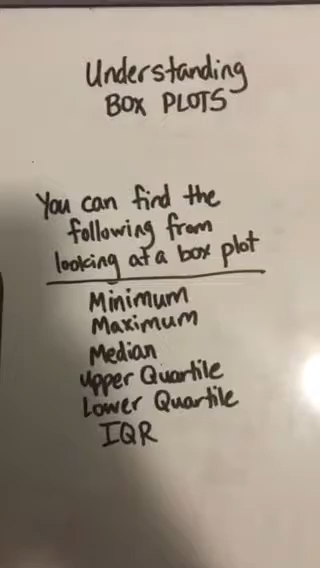 Understanding
BOX PLOTS
You can find the
following from
looking at a box plot
Minimum
Maximum
Median
Upper Quartile
Lower Quartile
IQR